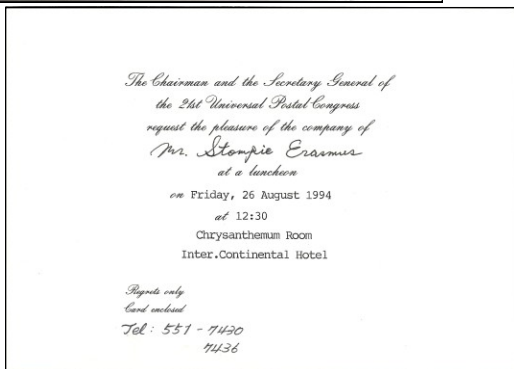 The Chairman and the Secretary General of
the 21st Universal Postal Congress
request the pleasure of the company of
Mr. Stompie Erasmus
at a luncheon
on Friday, 26 August 1994
at 12:30
Chrysanthemum Room
Inter.Continental Hotel
Regrets only
Card enclosed
Tel: 551 - 7430
7436